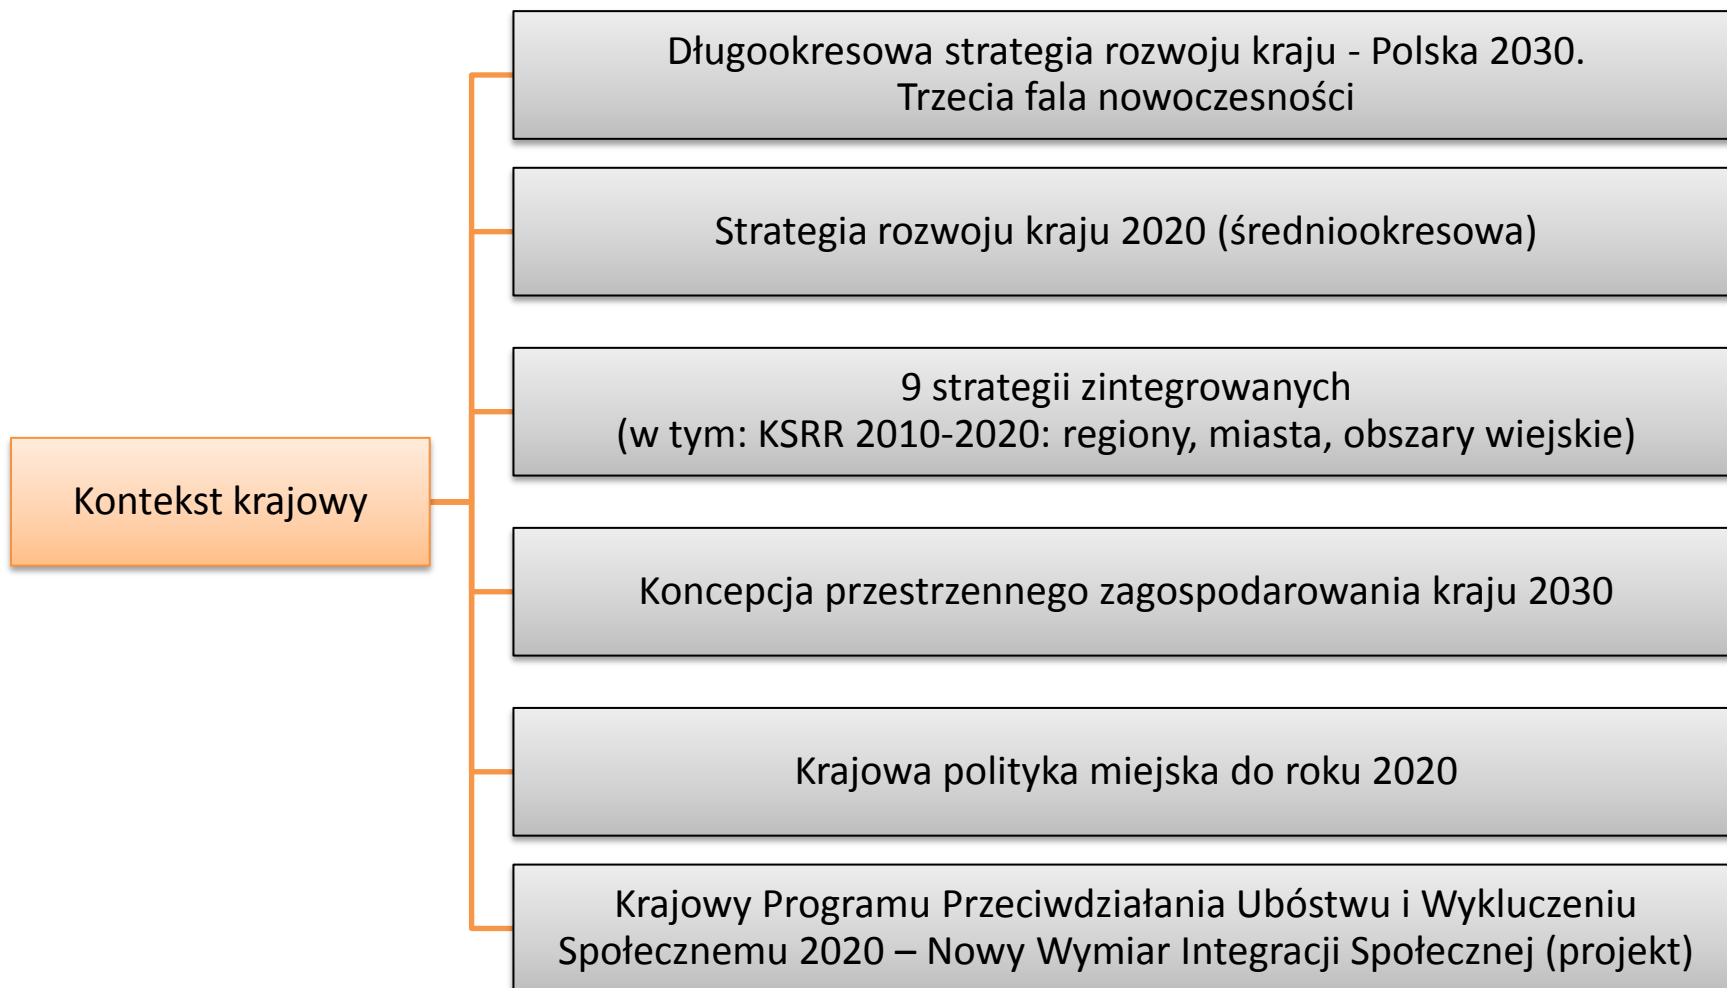 Kontekst krajowy
Długookresowa strategia rozwoju kraju - Polska 2030.
Trzecia fala nowoczesności
Strategia rozwoju kraju 2020 (średniookresowa)
9 strategii zintegrowanych
(w tym: KSRR 2010-2020: regiony, miasta, obszary wiejskie)
Koncepcja przestrzennego zagospodarowania kraju 2030
Krajowa polityka miejska do roku 2020
Krajowy Programu Przeciwdziałania Ubóstwu i Wykluczeniu
Społecznemu 2020 – Nowy Wymiar Integracji Społecznej (projekt)